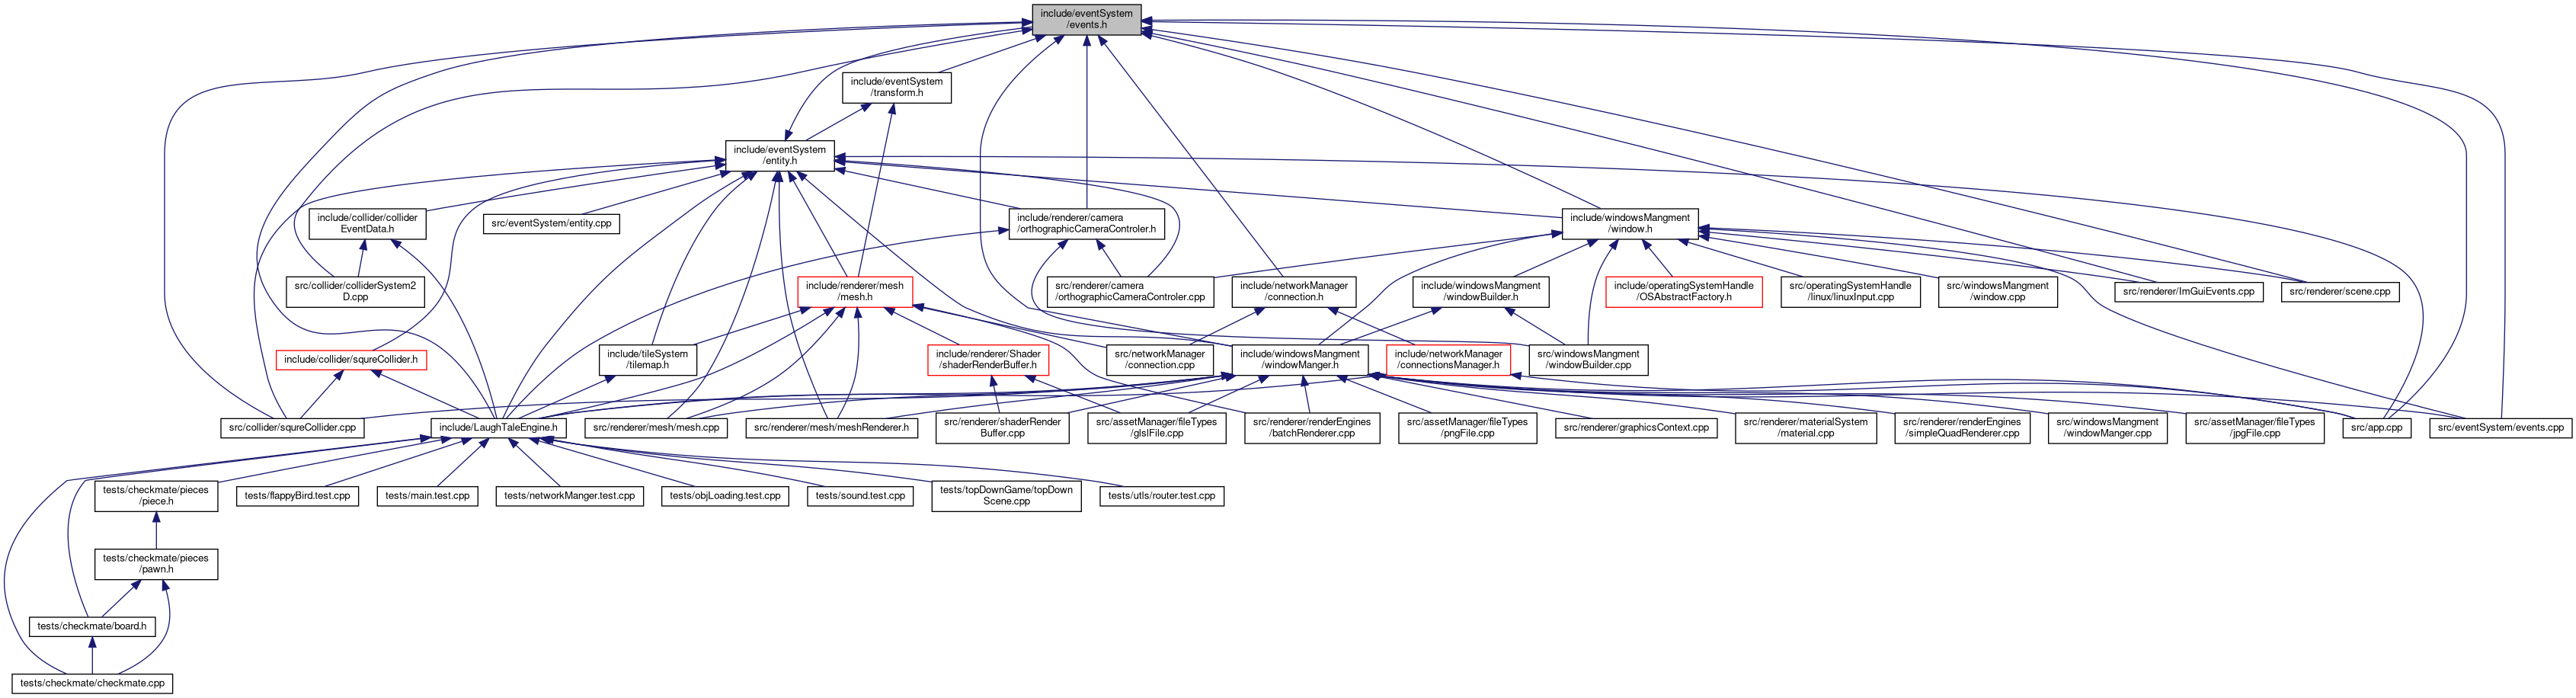 include/eventSystem
/events.h
include/eventSystem
/transform.h
include/eventSystem
/entity.h
include/collider/collider
EventData.h
src/eventSystem/entity.cpp
include/renderer/camera
/orthographicCameraControler.h
include/windowsMangment
/window.h
src/collider/colliderSystem2
D.cpp
include/renderer/mesh
/mesh.h
src/renderer/camera
/orthographicCameraControler.cpp
include/networkManager
/connection.h
include/windowsMangment
/windowBuilder.h
include/operatingSystemHandle
/OSAbstractFactory.h
src/operatingSystemHandle
/linux/linuxInput.cpp
src/windowsMangment
/window.cpp
src/renderer/ImGuiEvents.cpp
src/renderer/scene.cpp
include/collider/squreCollider.h
include/tileSystem
/tilemap.h
include/renderer/Shader
/shaderRenderBuffer.h
src/networkManager
/connection.cpp
include/windowsMangment
/windowManger.h
include/networkManager
/connectionsManager.h
src/windowsMangment
/windowBuilder.cpp
src/collider/squreCollider.cpp
include/LaughTaleEngine.h
src/renderer/mesh/mesh.cpp
src/renderer/mesh/meshRenderer.h
src/renderer/shaderRender
Buffer.cpp
src/assetManager/fileTypes
/glslFile.cpp
src/renderer/renderEngines
/batchRenderer.cpp
src/assetManager/fileTypes
/pngFile.cpp
src/renderer/graphicsContext.cpp
src/renderer/materialSystem
/material.cpp
src/renderer/renderEngines
/simpleQuadRenderer.cpp
src/windowsMangment
/windowManger.cpp
src/assetManager/fileTypes
/jpgFile.cpp
src/app.cpp
src/eventSystem/events.cpp
tests/checkmate/pieces
/piece.h
tests/flappyBird.test.cpp
tests/main.test.cpp
tests/networkManger.test.cpp
tests/objLoading.test.cpp
tests/sound.test.cpp
tests/topDownGame/topDown
Scene.cpp
tests/utls/router.test.cpp
tests/checkmate/pieces
/pawn.h
tests/checkmate/board.h
tests/checkmate/checkmate.cpp